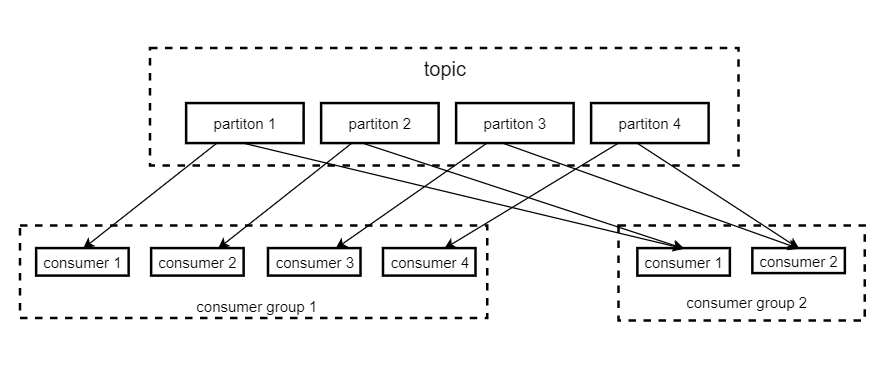 topic
partiton 1
partiton 2
partiton 3
partiton 4
consumer 1
consumer 2
consumer 3
consumer 4
consumer group 1
consumer 1
consumer 2
consumer group 2